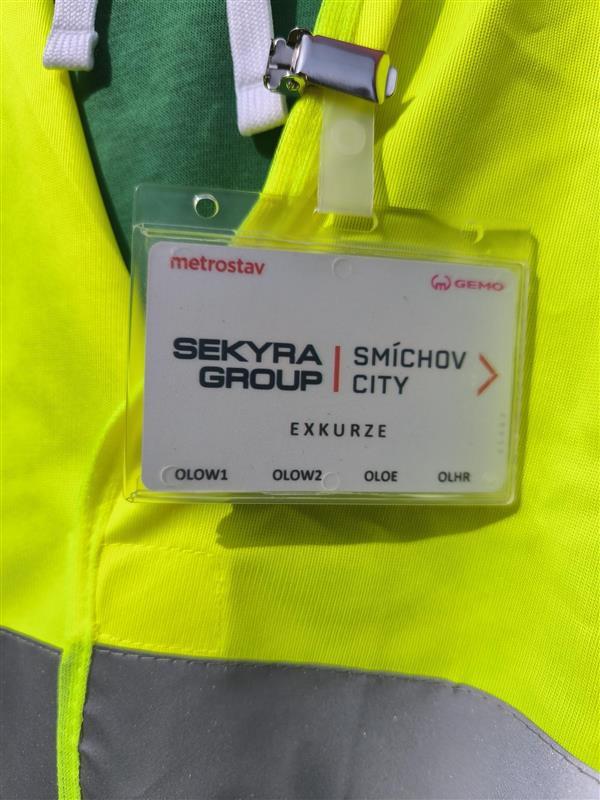 metrostav
GEMO
SEKYRA GROUP | SMÍCHOV CITY
EXKURZE
OLOW1 OLOW2 OLOE OLHR